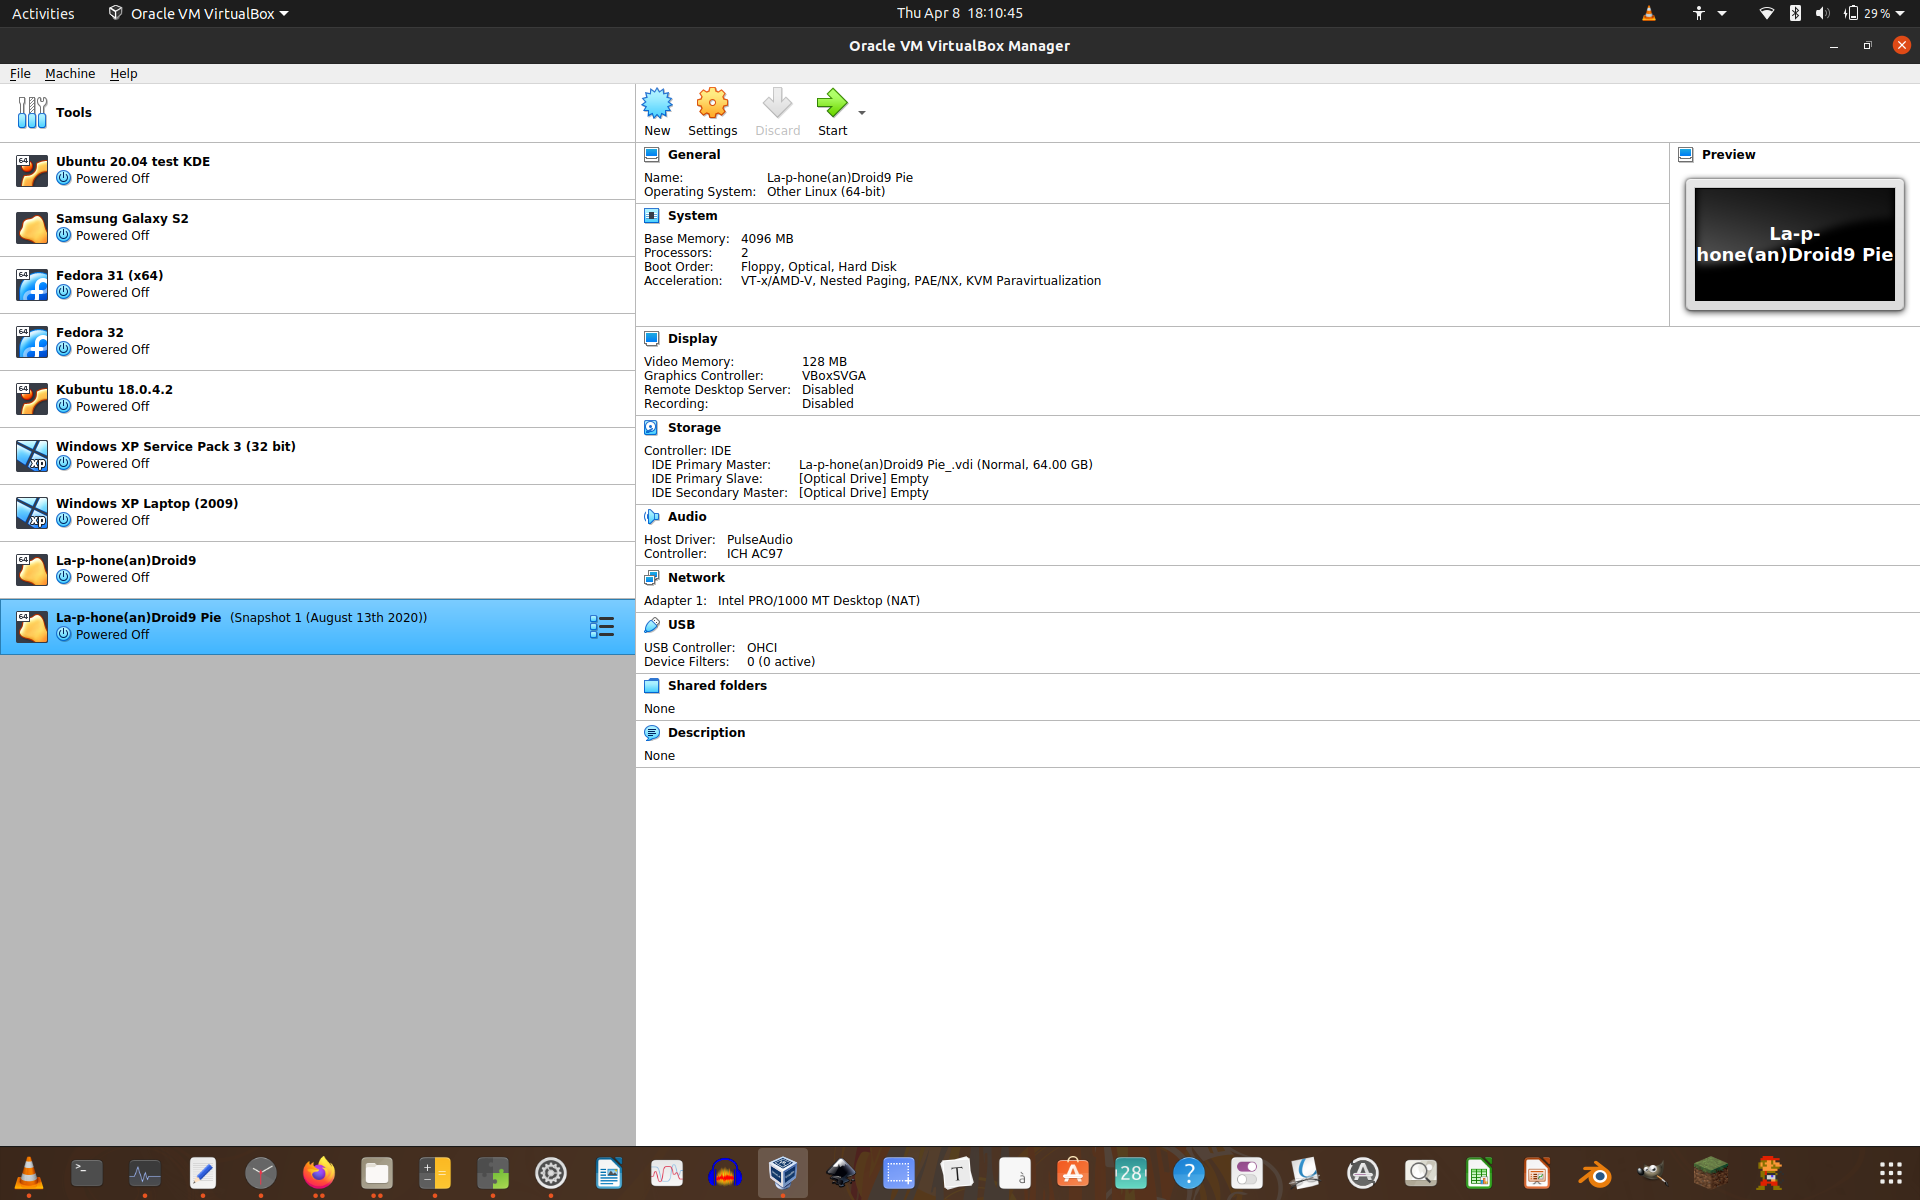 Activities Oracle VM VirtualBox Thu Apr 8 18:10:45 29 %
Oracle VM VirtualBox Manager
File Machine Help
Tools
New Settings Discard Start
64 Ubuntu 20.04 test KDE
Powered Off
Samsung Galaxy S2
Powered Off
64 Fedora 31 (x64)
Powered Off
64 Fedora 32
Powered Off
64 Kubuntu 18.0.4.2
Powered Off
xp Windows XP Service Pack 3 (32 bit)
Powered Off
xp Windows XP Laptop (2009)
Powered Off
64 La-p-hone(an)Droid9
Powered Off
64 La-p-hone(an)Droid9 Pie (Snapshot 1 (August 13th 2020))
Powered Off
General
Name: La-p-hone(an)Droid9 Pie
Operating System: Other Linux (64-bit)
System
Base Memory: 4096 MB
Processors: 2
Boot Order: Floppy, Optical, Hard Disk
Acceleration: VT-x/AMD-V, Nested Paging, PAE/NX, KVM Paravirtualization
Preview
La-p-
hone(an)Droid9 Pie
Display
Video Memory: 128 MB
Graphics Controller: VBoxSVGA
Remote Desktop Server: Disabled
Recording: Disabled
Storage
Controller: IDE
IDE Primary Master: La-p-hone(an)Droid9 Pie_.vdi (Normal, 64.00 GB)
IDE Primary Slave: [Optical Drive] Empty
IDE Secondary Master: [Optical Drive] Empty
Audio
Host Driver: PulseAudio
Controller: ICH AC97
Network
Adapter 1: Intel PRO/1000 MT Desktop (NAT)
USB
USB Controller: OHCI
Device Filters: 0 (0 active)
Shared folders
None
Description
None
>_ T à A 28 ? A